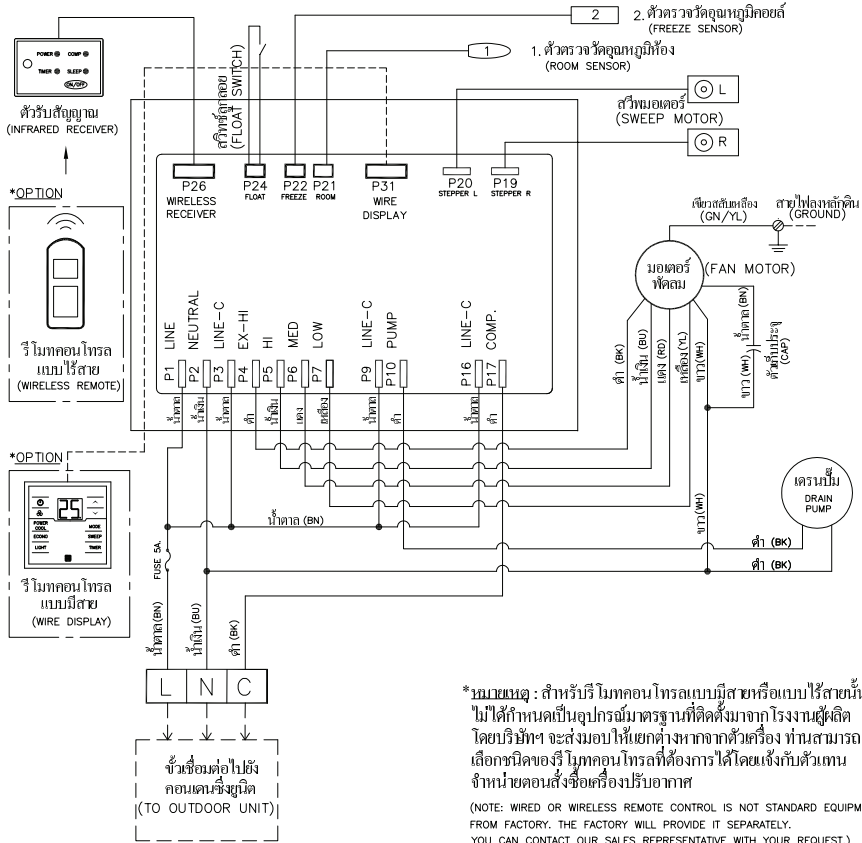 2
2. ตัวตรวจวัดอุณหภูมิคอยล์
(FREEZE SENSOR)
1
1. ตัวตรวจวัดอุณหภูมิห้อง
(ROOM SENSOR)
POWER
COMP
TIMER
SLEEP
ON/OFF
ตัวรับสัญญาณ
(INFRARED RECEIVER)
สวิทช์ลูกลอย
(FLOAT SWITCH)
สวีพมอเตอร์
(SWEEP MOTOR)
L
R
P26
WIRELESS
RECEIVER
P24
FLOAT
P22
FREEZE
P21
ROOM
P31
WIRE
DISPLAY
P20
STEPPER L
P19
STEPPER R
*OPTION
รีโมทคอนโทรล
แบบไร้สาย
(WIRELESS REMOTE)
เขียวสลับเหลือง
(GN/YL)
สายไฟลงหลักดิน
(GROUND)
มอเตอร์
พัดลม
(FAN MOTOR)
LINE
NEUTRAL
LINE-C
EX-HI
HI
MED
LOW
LINE-C
PUMP
LINE-C
COMP.
P1
P2
P3
P4
P5
P6
P7
P9
P10
P16
P17
น้ำตาล
น้ำเงิน
น้ำตาล
ดำ
น้ำเงิน
แดง
เหลือง
น้ำตาล
ดำ
น้ำตาล
ดำ
ดำ (BK)
น้ำเงิน (BU)
แดง (RD)
เหลือง (YL)
ขาว(WH)
ขาว (WH)
น้ำตาล (BN)
ตัวเก็บประจุ
(CAP)
*OPTION
25
POWER
COOL
ECONO
LIGHT
MODE
SWEEP
TIMER
รีโมทคอนโทรล
แบบมีสาย
(WIRE DISPLAY)
น้ำตาล (BN)
FUSE 5A.
ขาว(WH)
เดรนปั๊ม
DRAIN
PUMP
ดำ (BK)
ดำ (BK)
น้ำตาล(BN)
น้ำเงิน (BU)
ดำ (BK)
L N C
ขั้วเชื่อมต่อไปยัง
คอนเดนซิ่งยูนิต
(TO OUTDOOR UNIT)
*หมายเหตุ : สำหรับรีโมทคอนโทรลแบบมีสายหรือแบบไร้สายนั้น
ไม่ได้กำหนดเป็นอุปกรณ์มาตรฐานที่ติดตั้งมาจากโรงงานผู้ผลิต
โดยบริษัทฯ จะส่งมอบให้แยกต่างหากจากตัวเครื่อง ท่านสามารถ
เลือกชนิดของรีโมทคอนโทรลที่ต้องการได้โดยแจ้งกับตัวแทน
จำหน่ายตอนสั่งซื้อเครื่องปรับอากาศ
(NOTE: WIRED OR WIRELESS REMOTE CONTROL IS NOT STANDARD EQUIPM
FROM FACTORY. THE FACTORY WILL PROVIDE IT SEPARATELY.
YOU CAN CONTACT OUR SALES REPRESENTATIVE WITH YOUR REQUEST.)